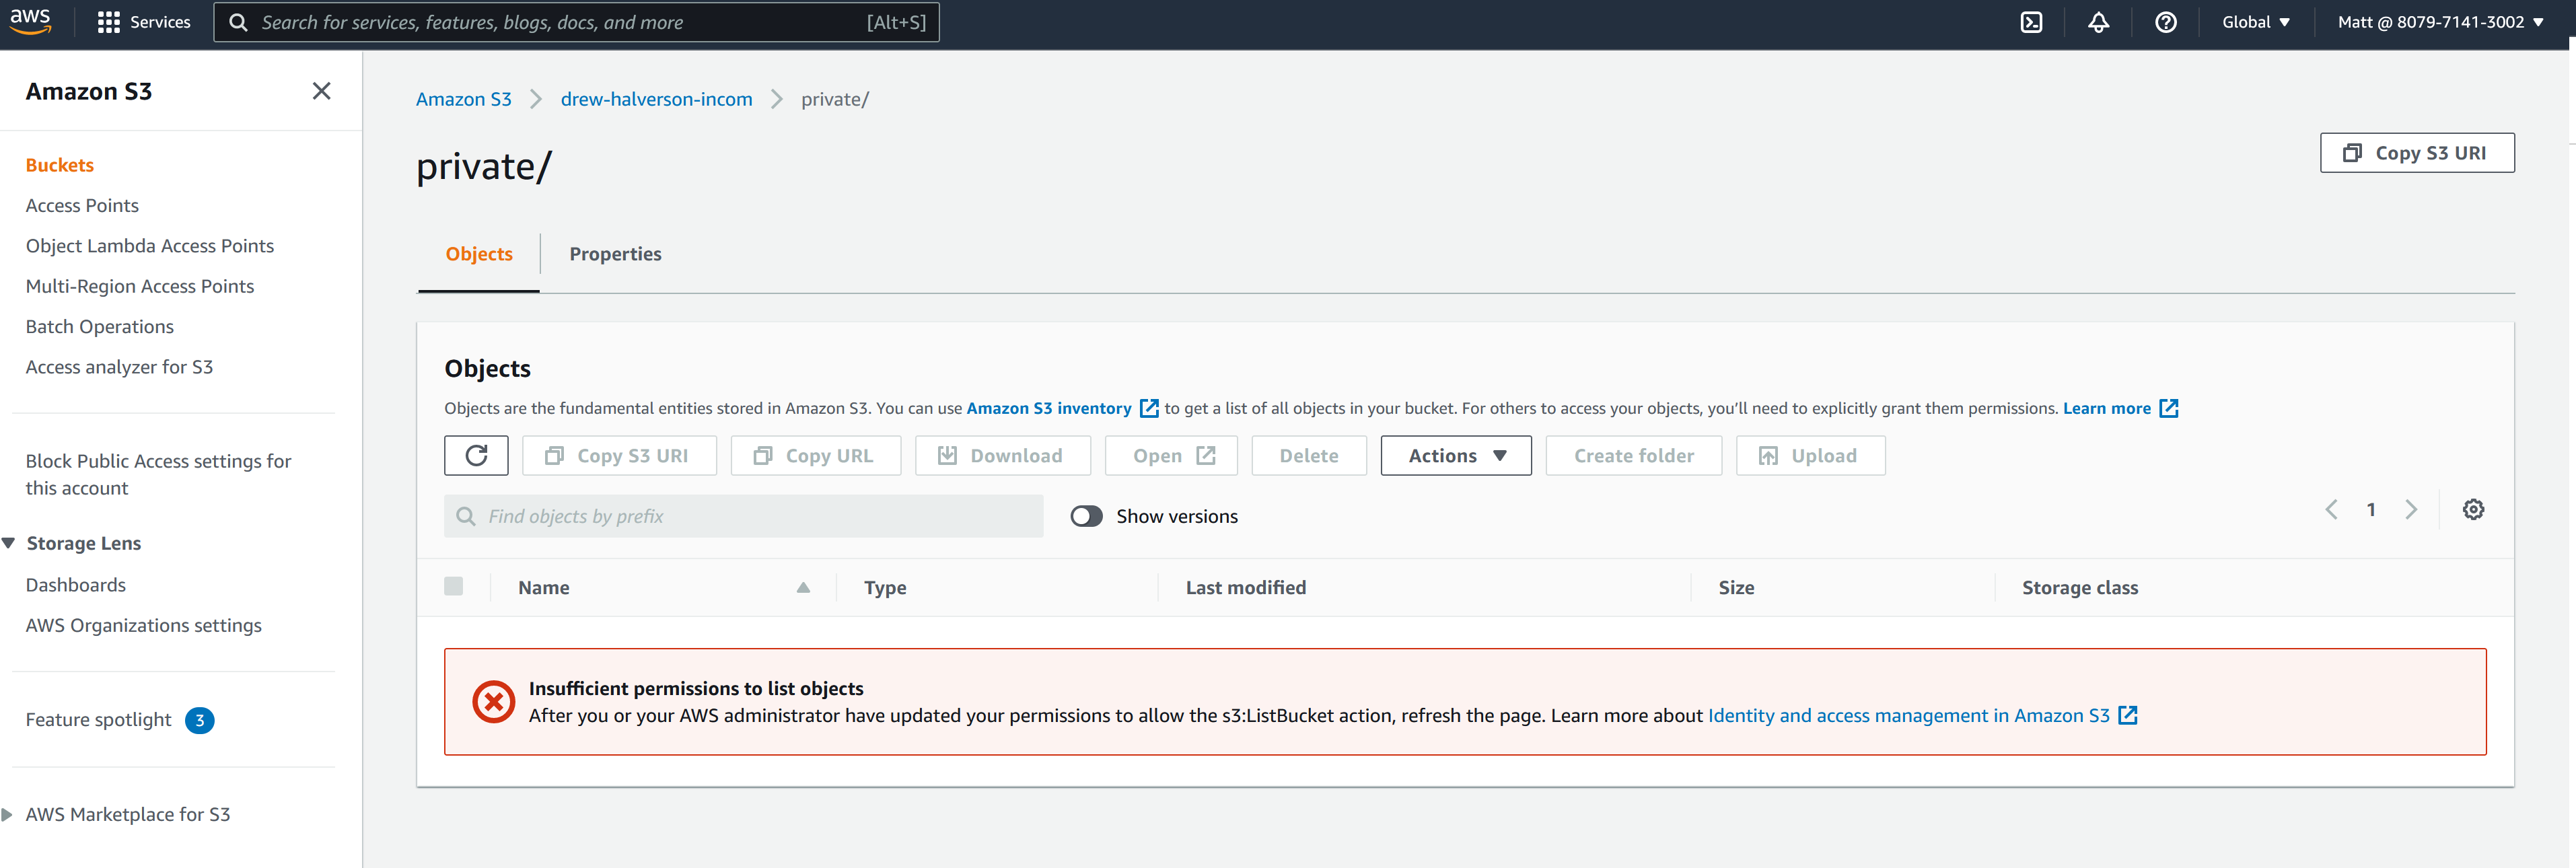 aws
Services
Search for services, features, blogs, docs, and more
[Alt+S]
Global
Matt @ 8079-7141-3002
Amazon S3
Buckets
Access Points
Object Lambda Access Points
Multi-Region Access Points
Batch Operations
Access analyzer for S3
Block Public Access settings for
this account
Storage Lens
Dashboards
AWS Organizations settings
Feature spotlight 3
AWS Marketplace for S3
Amazon S3 > drew-halverson-incom > private/
private/
Copy S3 URI
Objects
Properties
Objects
Objects are the fundamental entities stored in Amazon S3. You can use Amazon S3 inventory to get a list of all objects in your bucket. For others to access your objects, you'll need to explicitly grant them permissions. Learn more
Copy S3 URI
Copy URL
Download
Open
Delete
Actions
Create folder
Upload
Find objects by prefix
Show versions
1
Name
Type
Last modified
Size
Storage class
Insufficient permissions to list objects
After you or your AWS administrator have updated your permissions to allow the s3:ListBucket action, refresh the page. Learn more about Identity and access management in Amazon S3